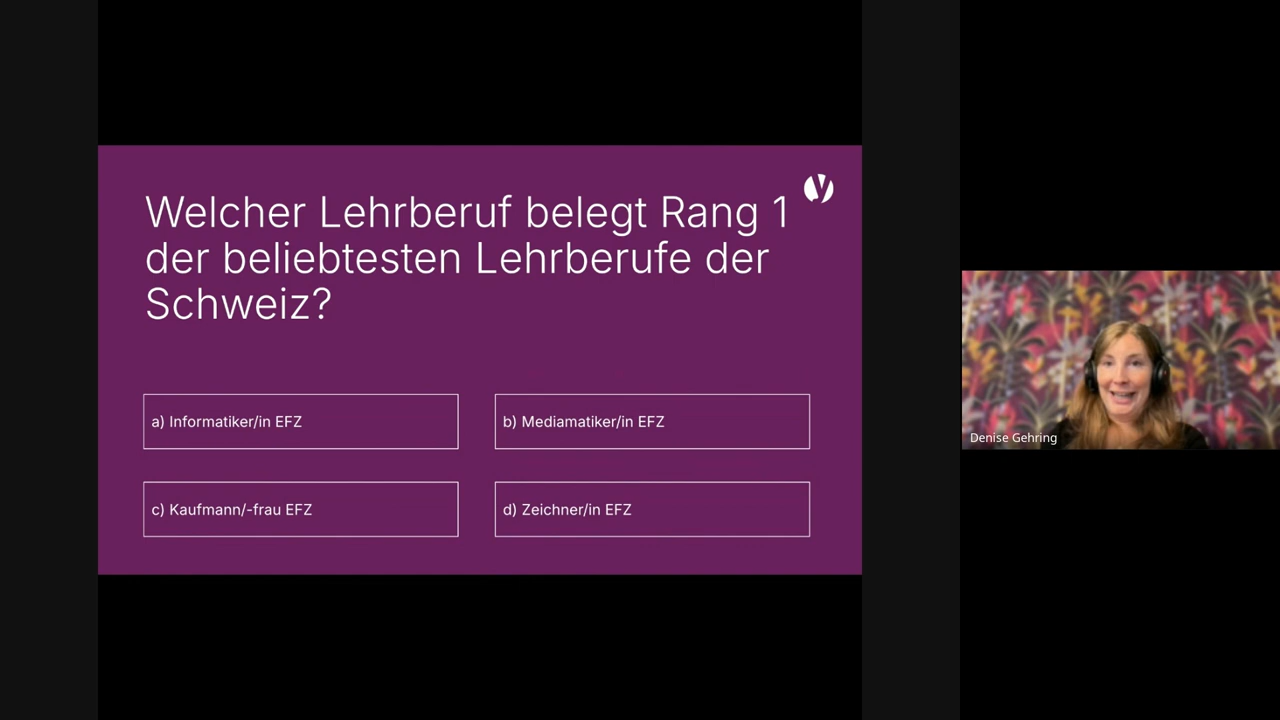 Welcher Lehrberuf belegt Rang 1
der beliebtesten Lehrberufe der
Schweiz?
a) Informatiker/in EFZ
b) Mediamatiker/in EFZ
c) Kaufmann/-frau EFZ
d) Zeichner/in EFZ
Denise Gehring